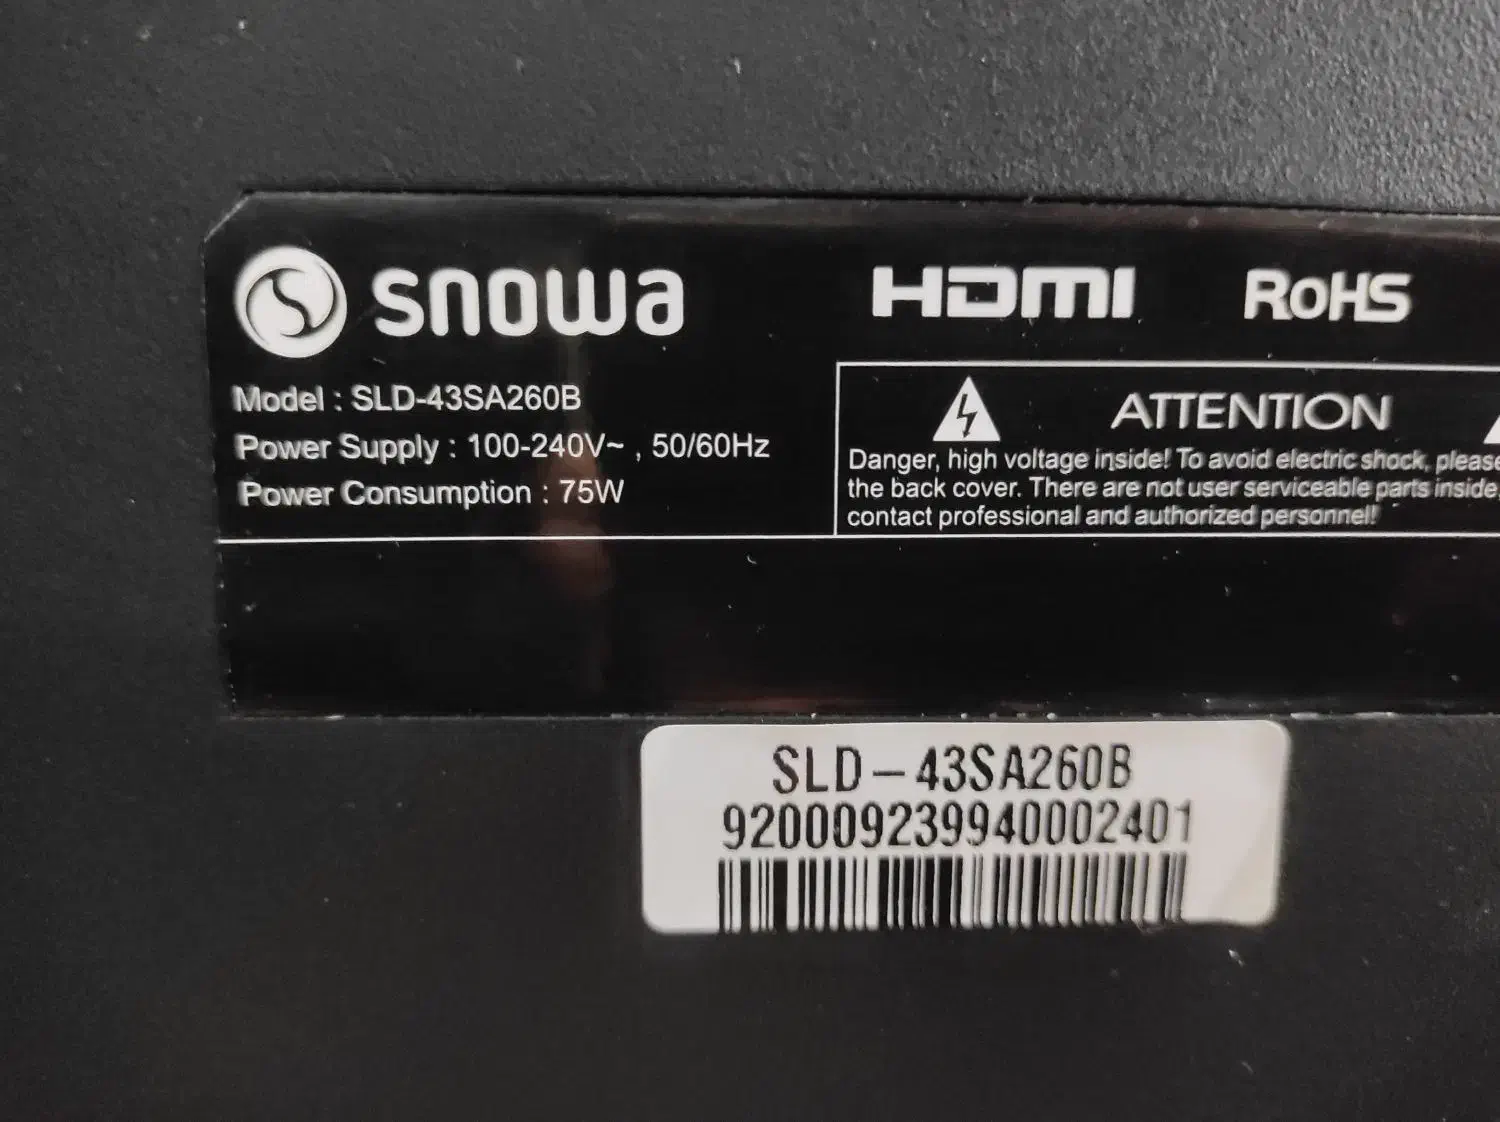 snowa
HDMI
RoHS
Model : SLD-43SA260B
Power Supply : 100-240V~ , 50/60Hz
Power Consumption : 75W
ATTENTION
Danger, high voltage inside! To avoid electric shock, please
the back cover. There are not user serviceable parts inside,
contact professional and authorized personnel!
SLD-43SA260B
920009239940002401